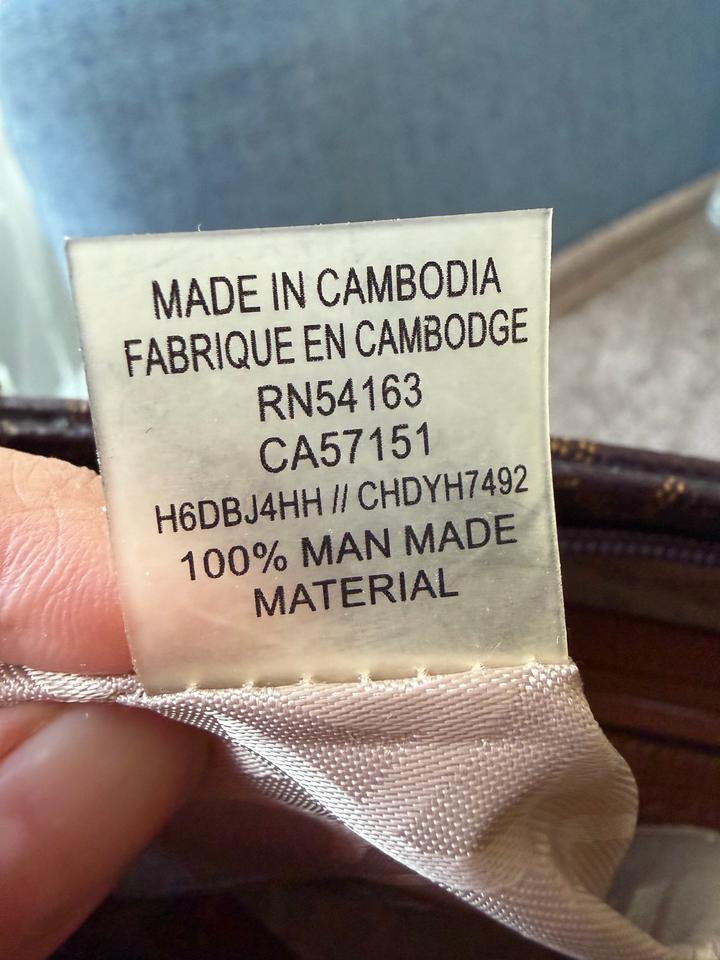 MADE IN CAMBODIA
FABRIQUE EN CAMBODGE
RN54163
CA57151
H6DBJ4HH // CHDYH7492
100% MAN MADE
MATERIAL